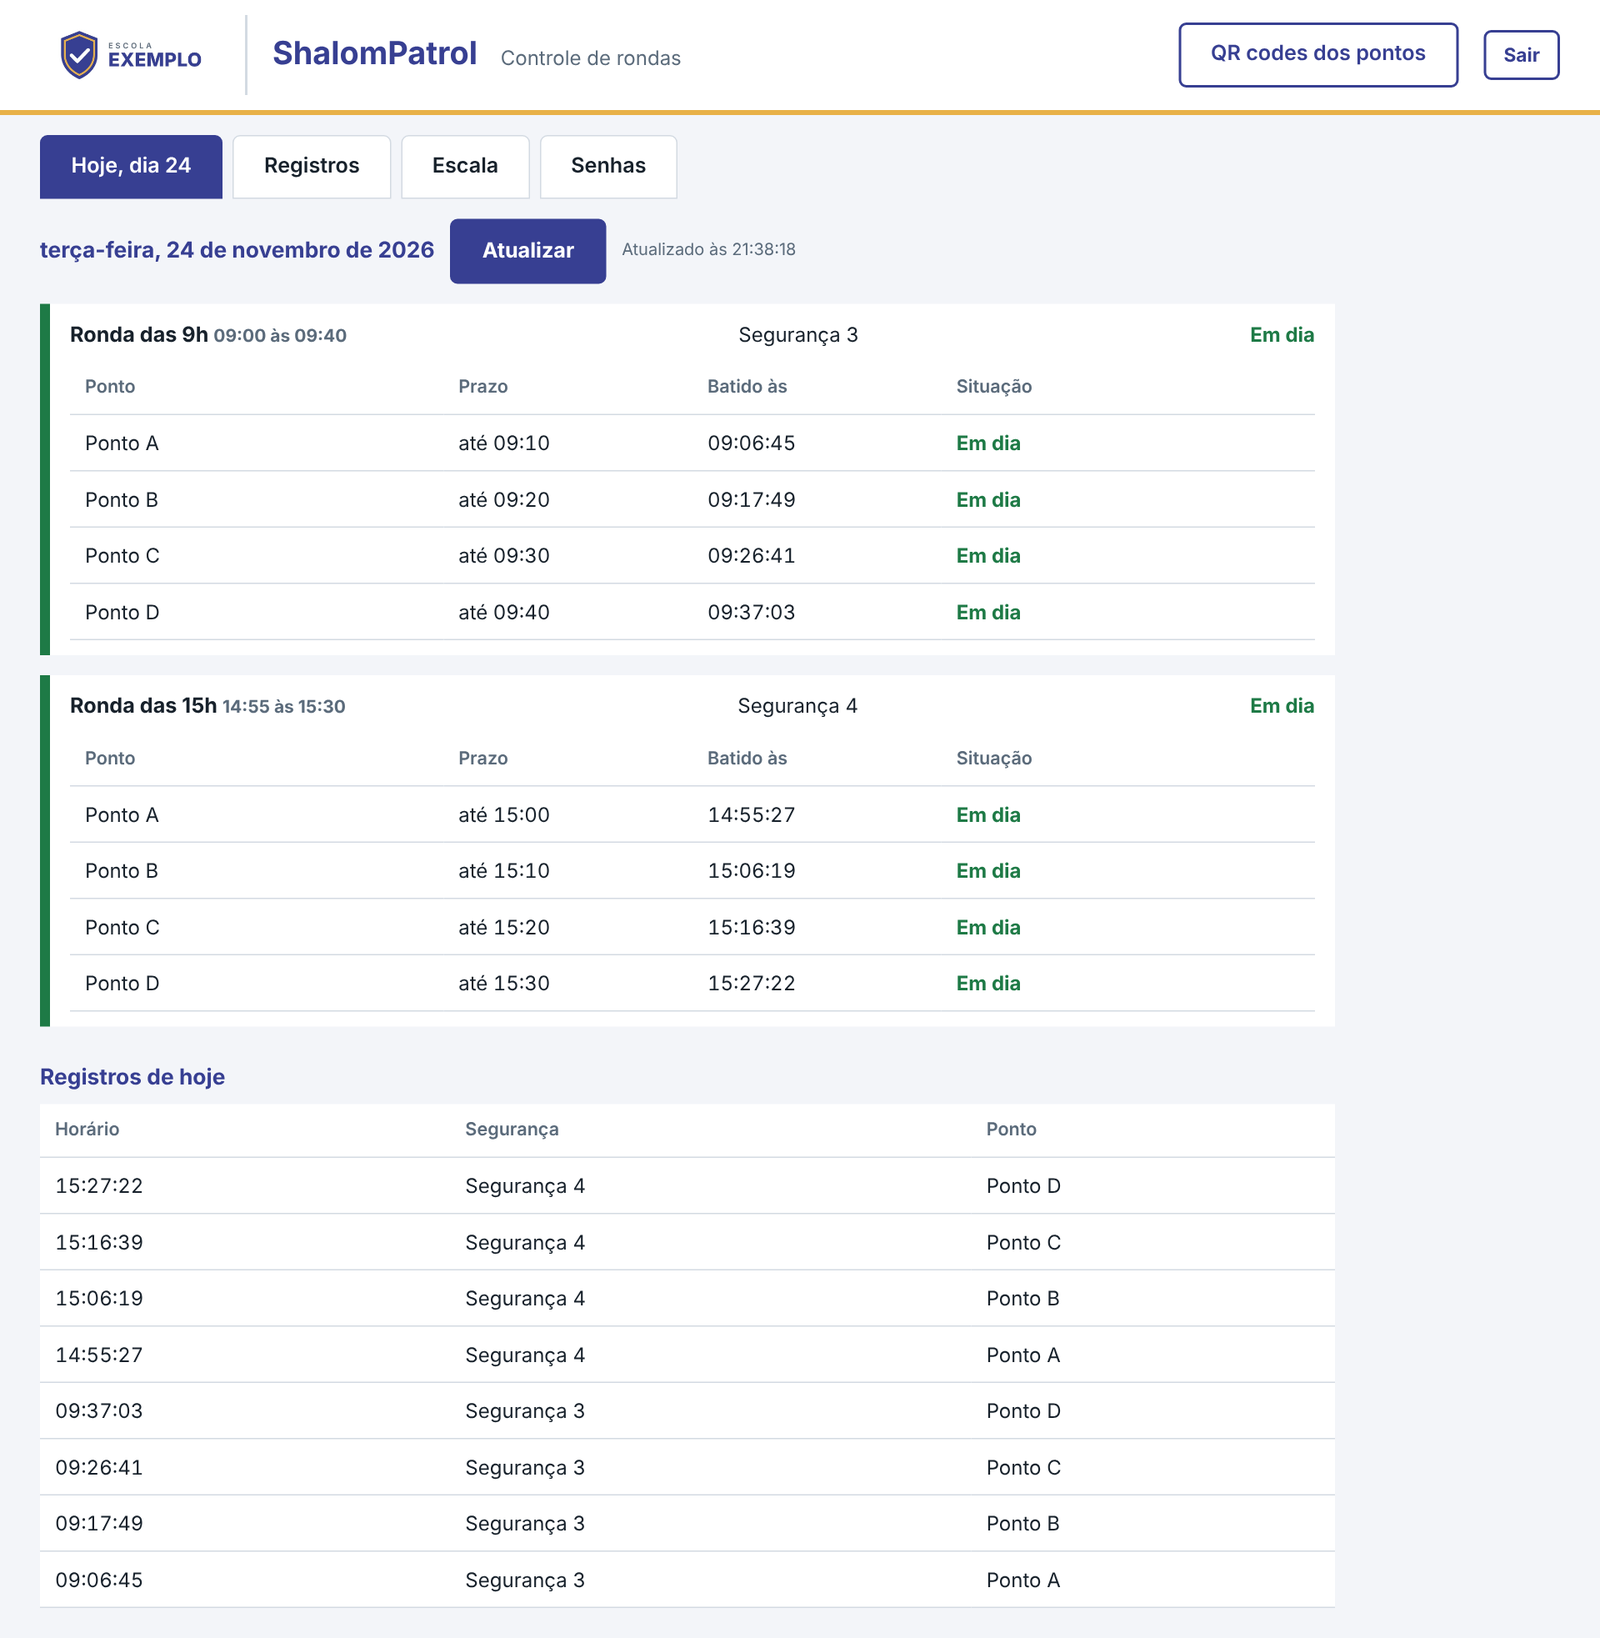 ESCOLA
EXEMPLO
ShalomPatrol Controle de rondas
QR codes dos pontos
Sair
Hoje, dia 24 Registros Escala Senhas
terça-feira, 24 de novembro de 2026 Atualizar Atualizado às 21:38:18
Ronda das 9h 09:00 às 09:40 Segurança 3 Em dia
Ponto Prazo Batido às Situação
Ponto A até 09:10 09:06:45 Em dia
Ponto B até 09:20 09:17:49 Em dia
Ponto C até 09:30 09:26:41 Em dia
Ponto D até 09:40 09:37:03 Em dia
Ronda das 15h 14:55 às 15:30 Segurança 4 Em dia
Ponto Prazo Batido às Situação
Ponto A até 15:00 14:55:27 Em dia
Ponto B até 15:10 15:06:19 Em dia
Ponto C até 15:20 15:16:39 Em dia
Ponto D até 15:30 15:27:22 Em dia
Registros de hoje
Horário Segurança Ponto
15:27:22 Segurança 4 Ponto D
15:16:39 Segurança 4 Ponto C
15:06:19 Segurança 4 Ponto B
14:55:27 Segurança 4 Ponto A
09:37:03 Segurança 3 Ponto D
09:26:41 Segurança 3 Ponto C
09:17:49 Segurança 3 Ponto B
09:06:45 Segurança 3 Ponto A